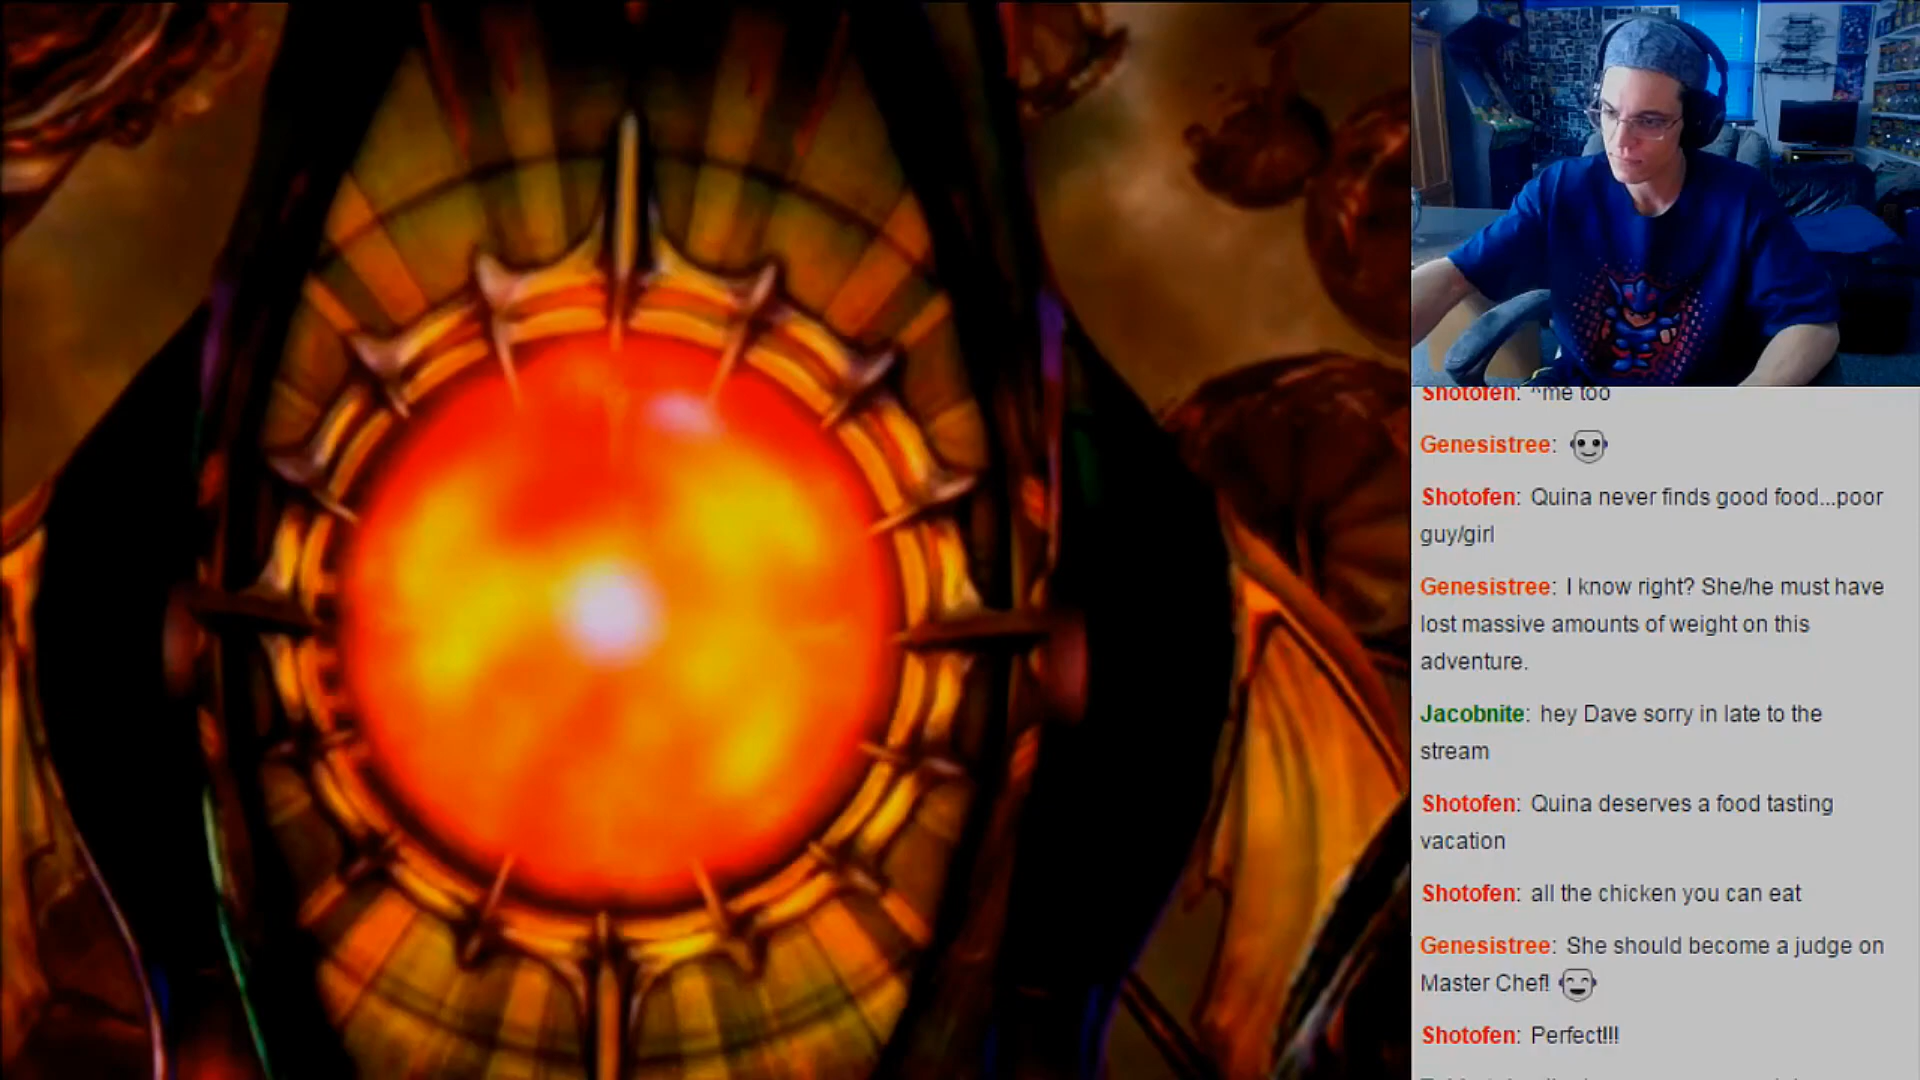 Shotofen: ^me too
Genesistree:
Shotofen: Quina never finds good food...poor
guy/girl
Genesistree: I know right? She/he must have
lost massive amounts of weight on this
adventure.
Jacobnite: hey Dave sorry in late to the
stream
Shotofen: Quina deserves a food tasting
vacation
Shotofen: all the chicken you can eat
Genesistree: She should become a judge on
Master Chef!
Shotofen: Perfect!!!